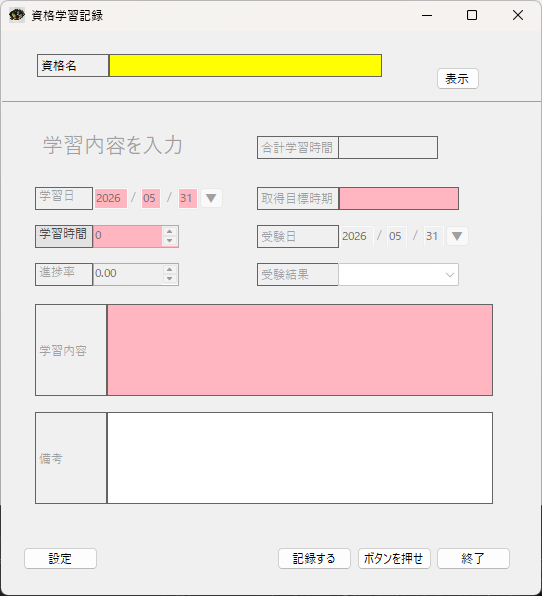 資格学習記録
資格名
表示
学習内容を入力
合計学習時間
学習日 2026 / 05 / 31 ▼
取得目標時期
学習時間 0
受験日 2026 / 05 / 31 ▼
進捗率 0.00
受験結果
学習内容
備考
設定
記録する
ボタンを押せ
終了